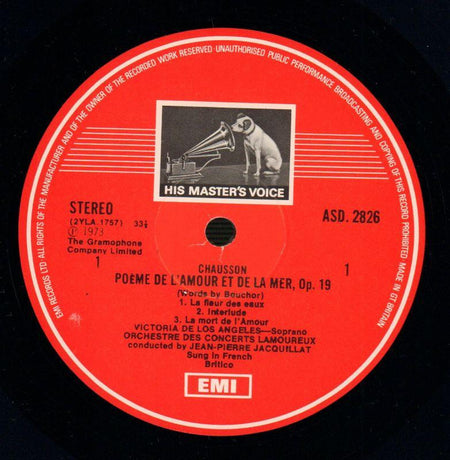 EMI RECORDS LTD ALL RIGHTS OF THE MANUFACTURER AND OF THE OWNER OF THE RECORDED WORK RESERVED · UNAUTHORISED PUBLIC PERFORMANCE BROADCASTING AND COPYING OF THIS RECORD PROHIBITED MADE IN GT BRITAIN
HIS MASTER'S VOICE
STEREO
(2YLA.1757) 33⅓
Ⓟ 1973
The Gramophone
Company Limited
ASD. 2826
1
1
CHAUSSON
POèME DE L'AMOUR ET DE LA MER, Op. 19
(Words by Bouchor)
1. La fleur des eaux
2. Interlude
3. La mort de l'Amour
VICTORIA DE LOS ANGELES—Soprano
ORCHESTRE DES CONCERTS LAMOUREUX
conducted by JEAN-PIERRE JACQUILLAT
Sung in French
Britico
EMI